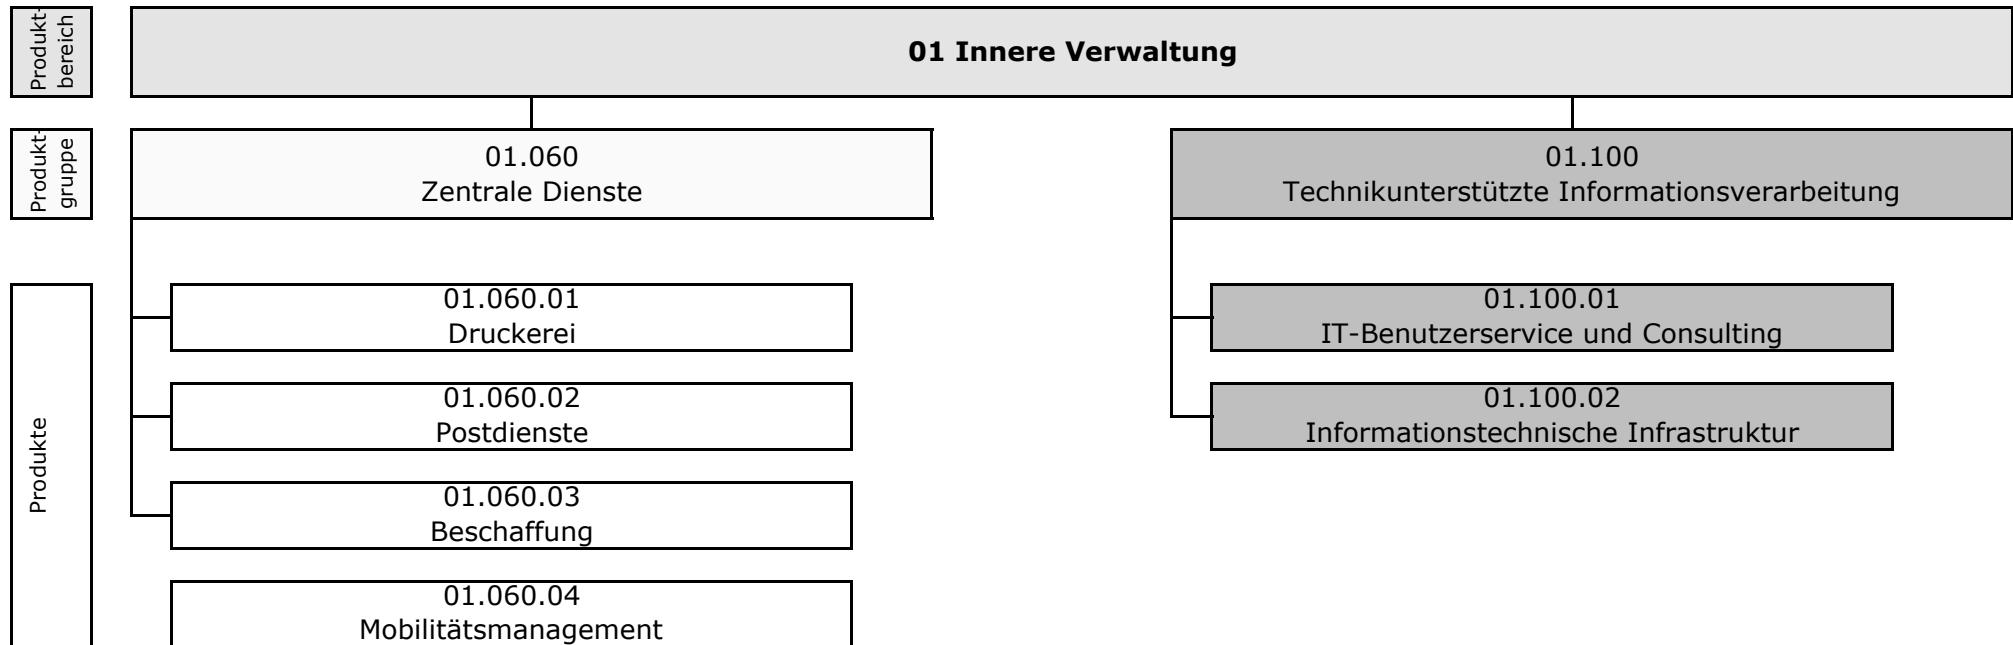 Produkt-
bereich
01 Innere Verwaltung
Produkt-
gruppe
01.060
Zentrale Dienste
01.100
Technikunterstützte Informationsverarbeitung
Produkte
01.060.01
Druckerei
01.100.01
IT-Benutzerservice und Consulting
01.060.02
Postdienste
01.100.02
Informationstechnische Infrastruktur
01.060.03
Beschaffung
01.060.04
Mobilitätsmanagement